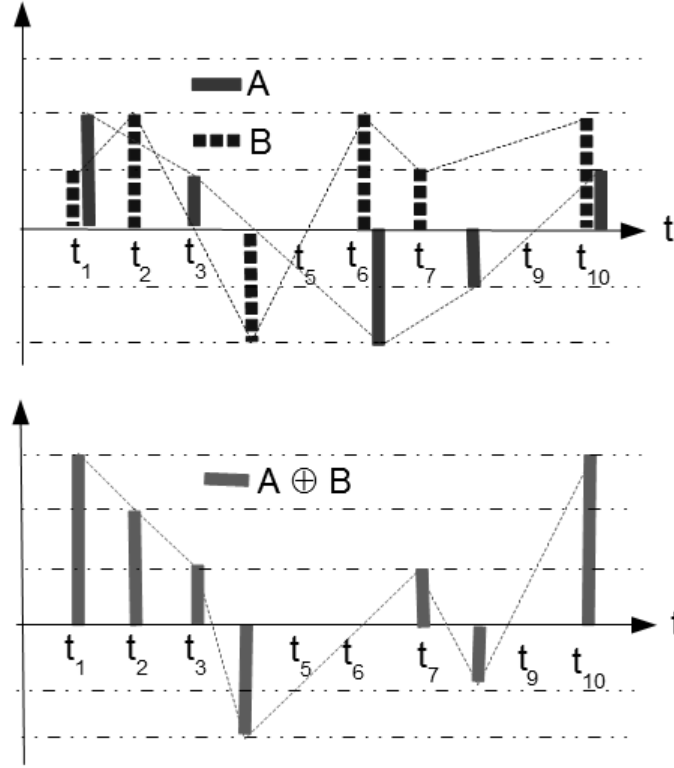 A
B
t
t₁ t₂ t₃ t₅ t₆ t₇ t₉ t₁₀
A ⊕ B
t
t₁ t₂ t₃ t₅ t₆ t₇ t₉ t₁₀